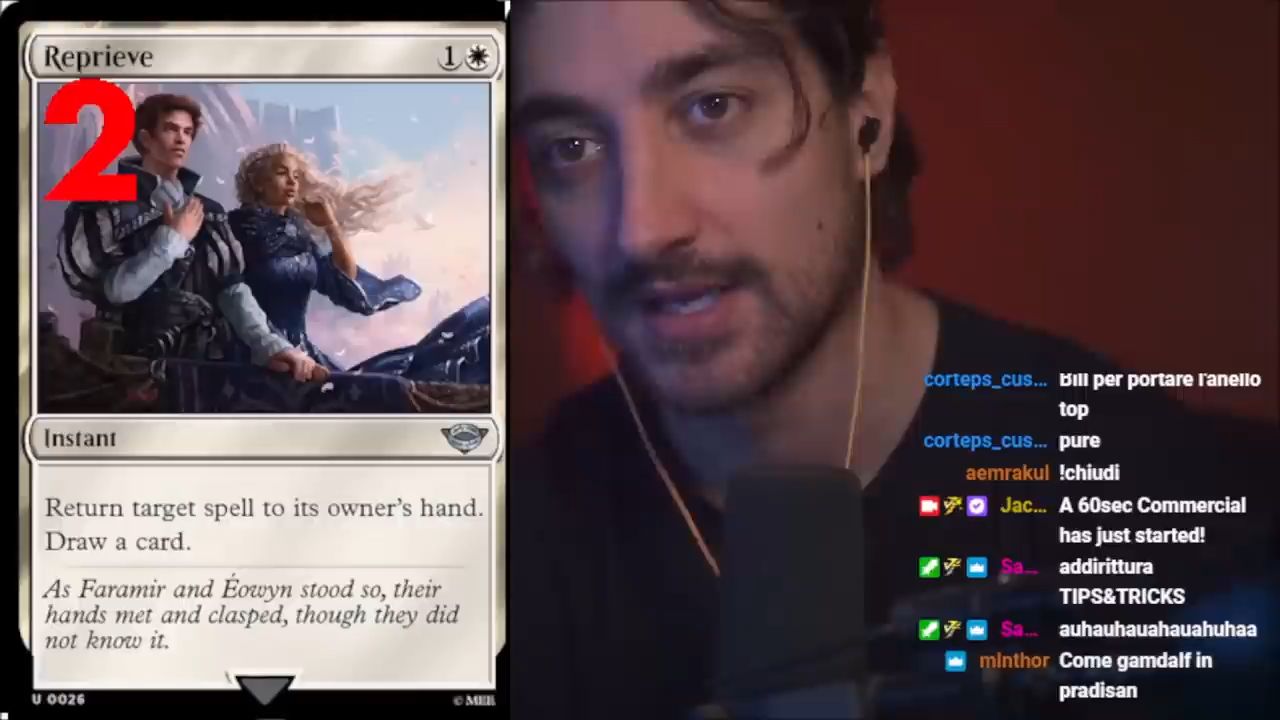 Reprieve 1
2
Instant
Return target spell to its owner's hand.
Draw a card.
As Faramir and Éowyn stood so, their
hands met and clasped, though they did
not know it.
U 0026
corteps_cus... Bill per portare l'anello
top
corteps_cus... pure
aemrakul !chiudi
Jac... A 60sec Commercial
has just started!
Sa... addirittura
TIPS&TRICKS
Sa... auhauhauahauahuhaa
mlnthor Come gamdalf in
pradisan